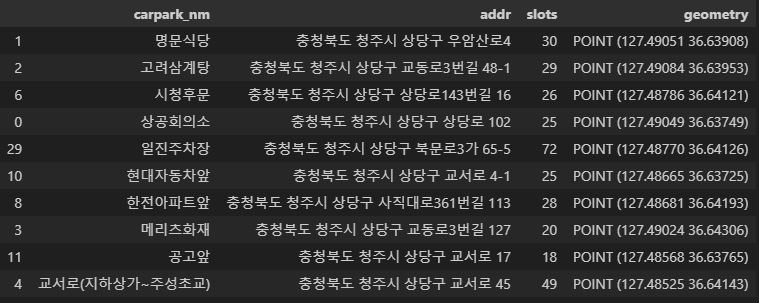 carpark_nm addr slots geometry
1 명문식당 충청북도 청주시 상당구 우암산로4 30 POINT (127.49051 36.63908)
2 고려삼계탕 충청북도 청주시 상당구 교동로3번길 48-1 29 POINT (127.49084 36.63953)
6 시청후문 충청북도 청주시 상당구 상당로143번길 16 26 POINT (127.48786 36.64121)
0 상공회의소 충청북도 청주시 상당구 상당로 102 25 POINT (127.49049 36.63749)
29 일진주차장 충청북도 청주시 상당구 북문로3가 65-5 72 POINT (127.48770 36.64126)
10 현대자동차앞 충청북도 청주시 상당구 교서로 4-1 25 POINT (127.48665 36.63725)
8 한전아파트앞 충청북도 청주시 상당구 사직대로361번길 113 28 POINT (127.48681 36.64193)
3 메리츠화재 충청북도 청주시 상당구 교동로3번길 127 20 POINT (127.49024 36.64306)
11 공고앞 충청북도 청주시 상당구 교서로 17 18 POINT (127.48568 36.63765)
4 교서로(지하상가~주성초교) 충청북도 청주시 상당구 교서로 45 49 POINT (127.48525 36.64143)